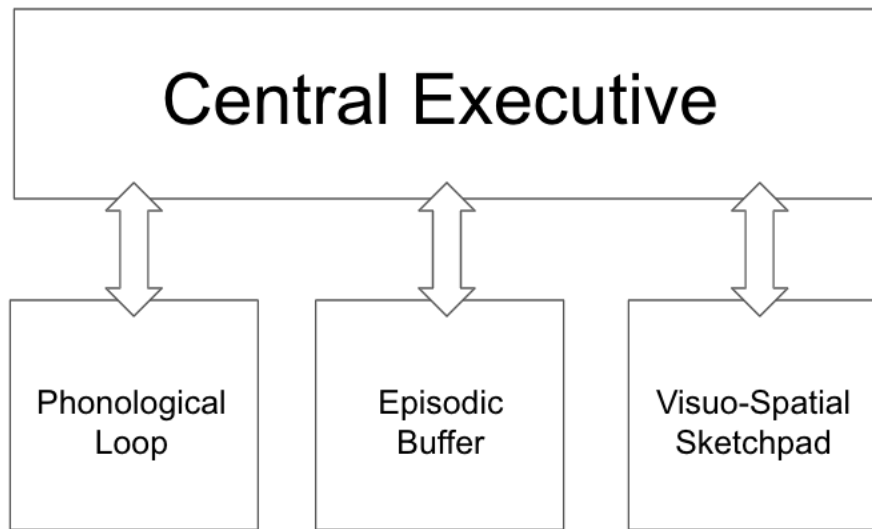 Central Executive
Phonological
Loop
Episodic
Buffer
Visuo-Spatial
Sketchpad